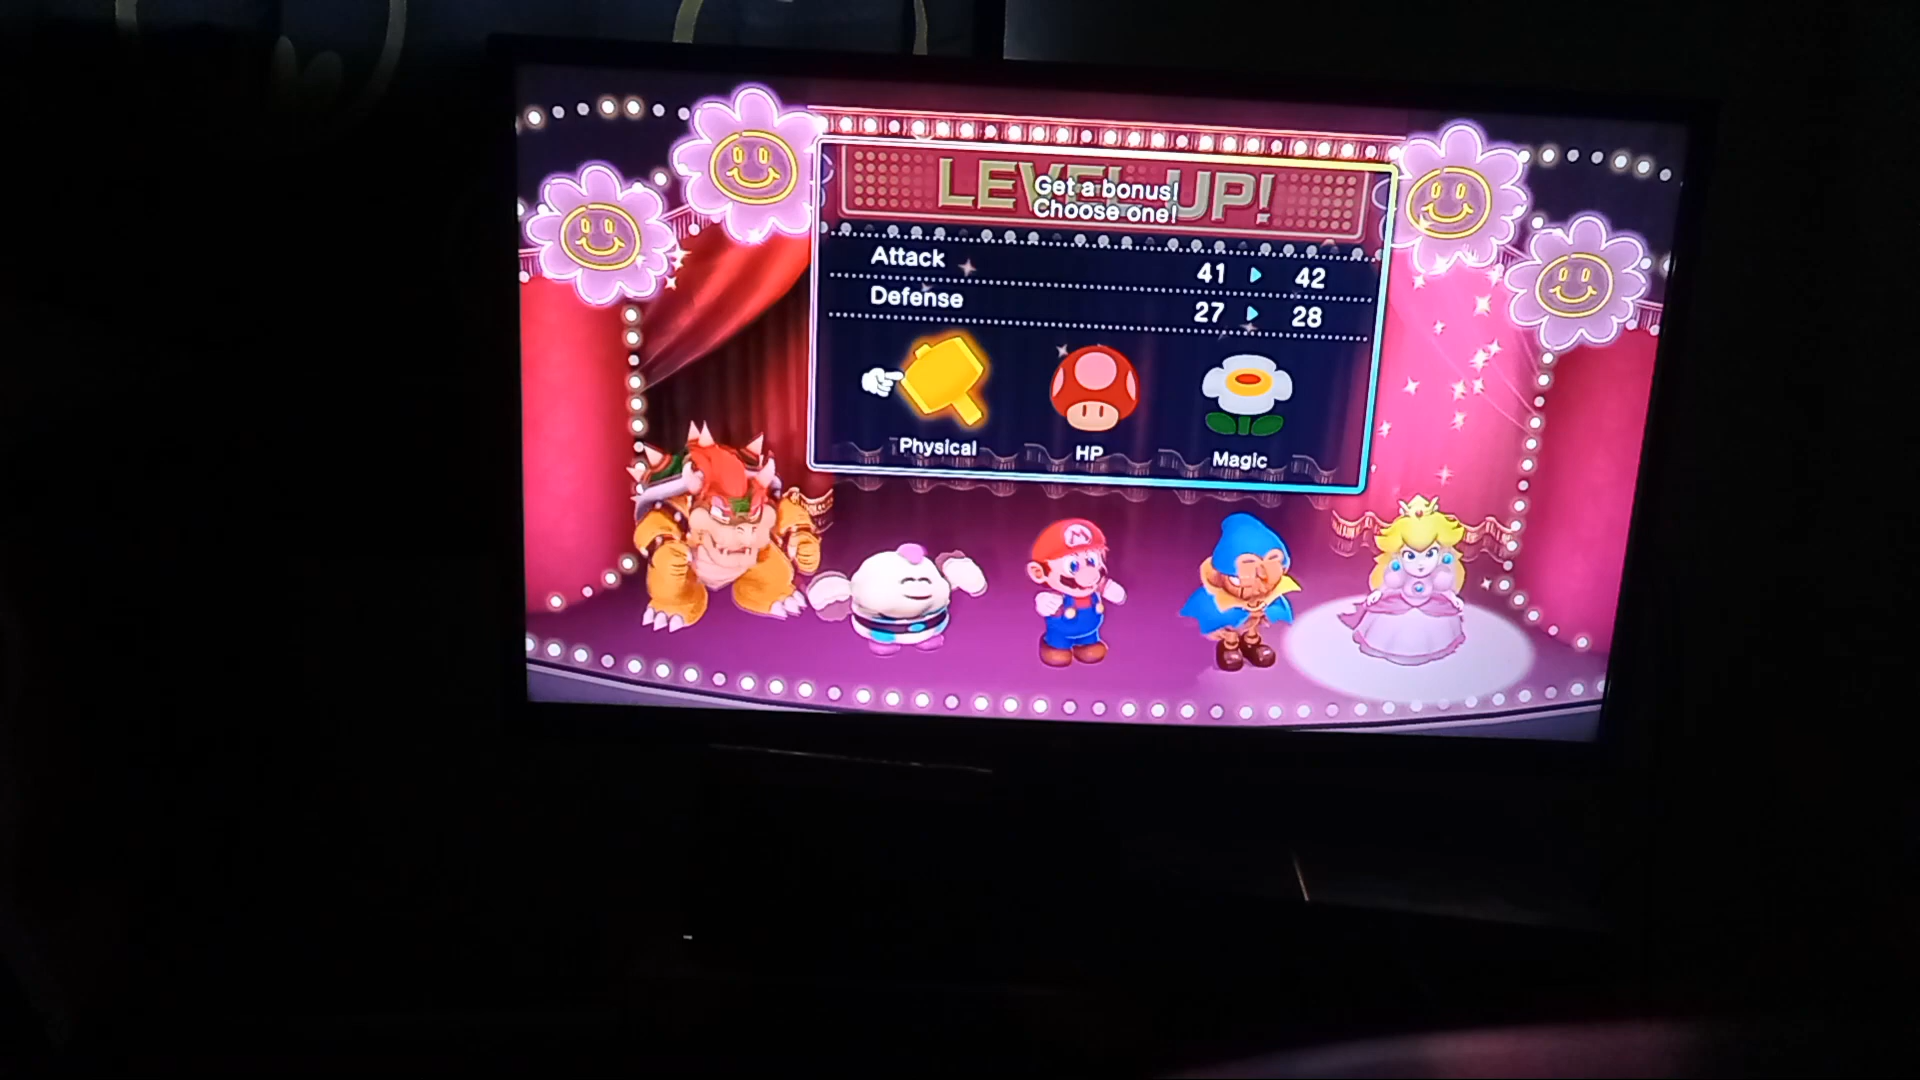 LEVEL UP!
Get a bonus!
Choose one!
Attack 41 42
Defense 27 28
Physical HP Magic
M